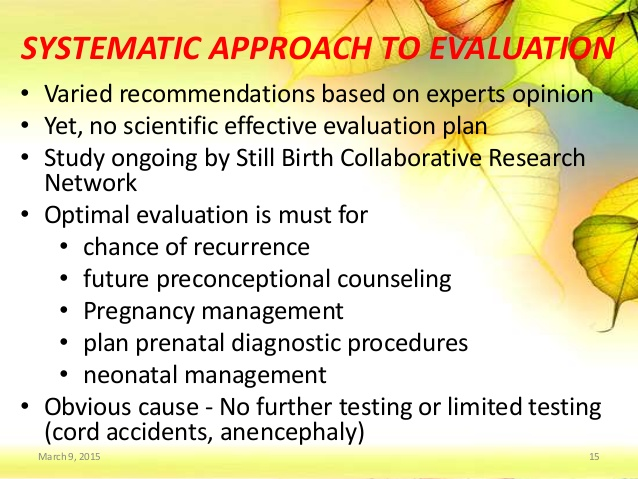 SYSTEMATIC APPROACH TO EVALUATION
• Varied recommendations based on experts opinion
• Yet, no scientific effective evaluation plan
• Study ongoing by Still Birth Collaborative Research
Network
• Optimal evaluation is must for
• chance of recurrence
• future preconceptional counseling
• Pregnancy management
• plan prenatal diagnostic procedures
• neonatal management
• Obvious cause - No further testing or limited testing
(cord accidents, anencephaly)
March 9, 2015 15